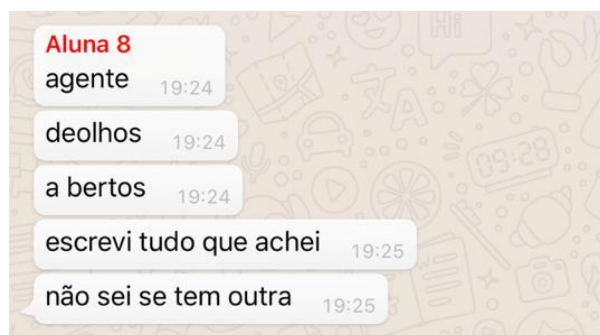 Aluna 8
agente 19:24
deolhos 19:24
a bertos 19:24
escrevi tudo que achei 19:25
não sei se tem outra 19:25